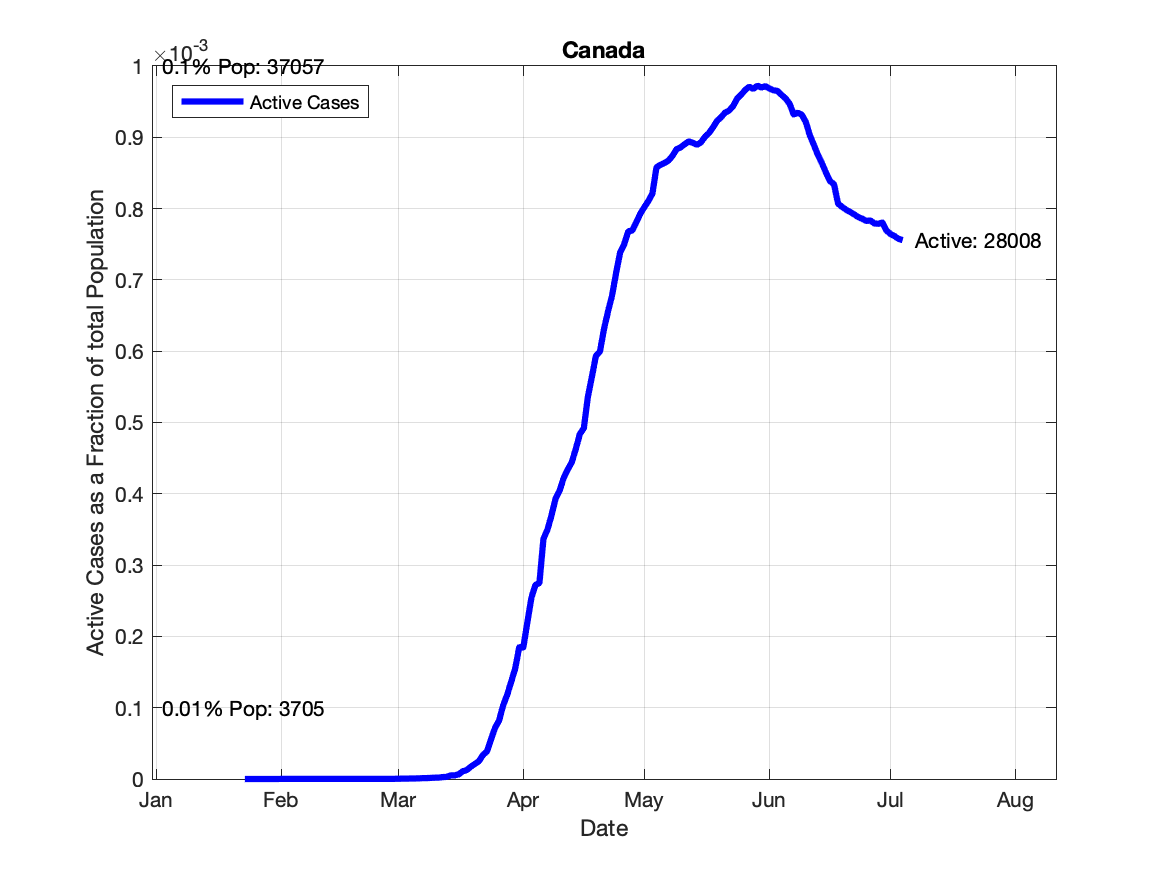 Canada
×10-3
0.1% Pop: 37057
Active Cases
1
0.9
0.8
0.7
0.6
0.5
0.4
0.3
0.2
0.1
0
Active Cases as a Fraction of total Population
Active: 28008
0.01% Pop: 3705
Jan Feb Mar Apr May Jun Jul Aug
Date